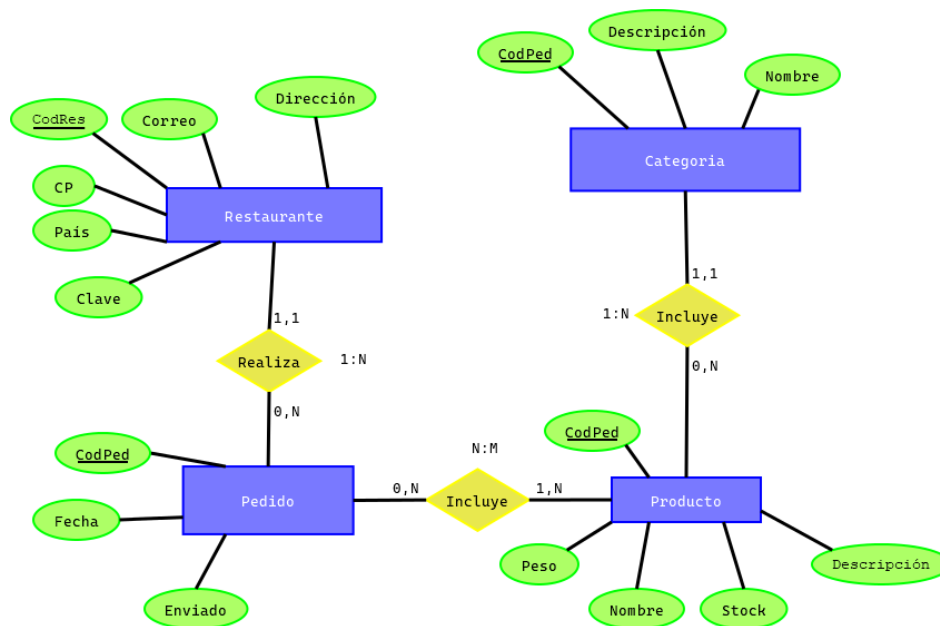 Descripción
CodPed
Nombre
Categoria
Dirección
CodRes
Correo
CP
Restaurante
Pais
Clave
1,1
1:N
Incluye
0,N
1,1
Realiza
1:N
0,N
CodPed
CodPed
N:M
0,N
1,N
Pedido
Incluye
Producto
Fecha
Peso
Descripción
Enviado
Nombre
Stock